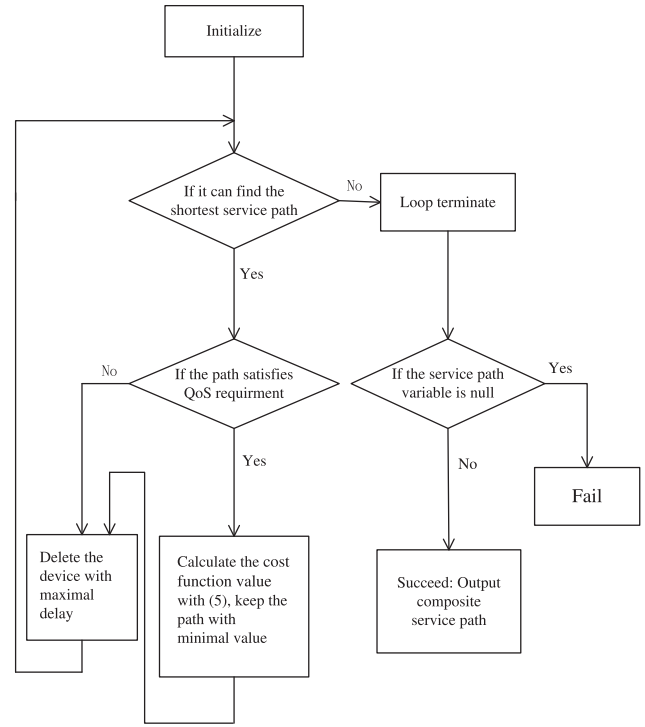 Initialize
If it can find the
shortest service path
No
Loop terminate
Yes
If the path satisfies
QoS requirment
No
Yes
If the service path
variable is null
Yes
No
Fail
Delete the
device with
maximal
delay
Calculate the cost
function value
with (5), keep the
path with
minimal value
Succeed: Output
composite
service path